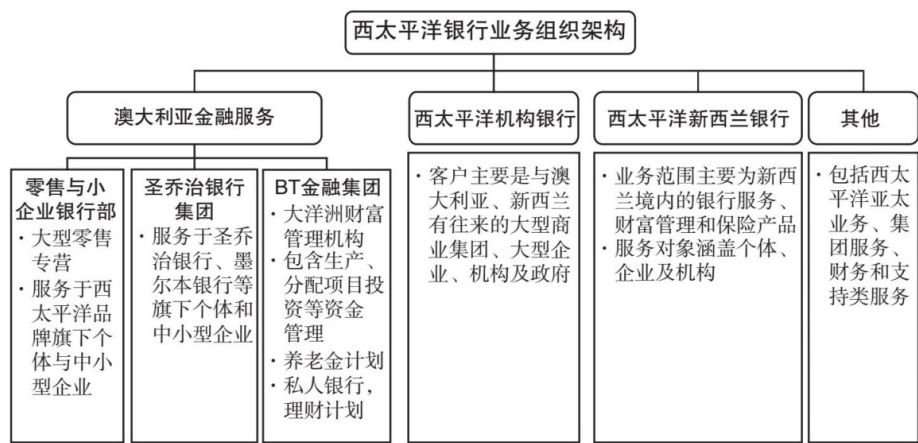 西太平洋银行业务组织架构
澳大利亚金融服务
西太平洋机构银行
西太平洋新西兰银行
其他
零售与小
企业银行部
· 大型零售
专营
· 服务于西
太平洋品
牌旗下个
体与中小
型企业
圣乔治银行
集团
· 服务于圣乔
治银行、墨
尔本银行等
旗下个体和
中小型企业
BT金融集团
· 大洋洲财富
管理机构
· 包含生产、
分配项目投
资等资金
管理
· 养老金计划
· 私人银行，
理财计划
· 客户主要是与澳
大利亚、新西兰
有往来的大型商
业集团、大型企
业、机构及政府
· 业务范围主要为新西
兰境内的银行服务、
财富管理和保险产品
· 服务对象涵盖个体、
企业及机构
· 包括西太
平洋亚太
业务、集
团服务、
财务和支
持类服务